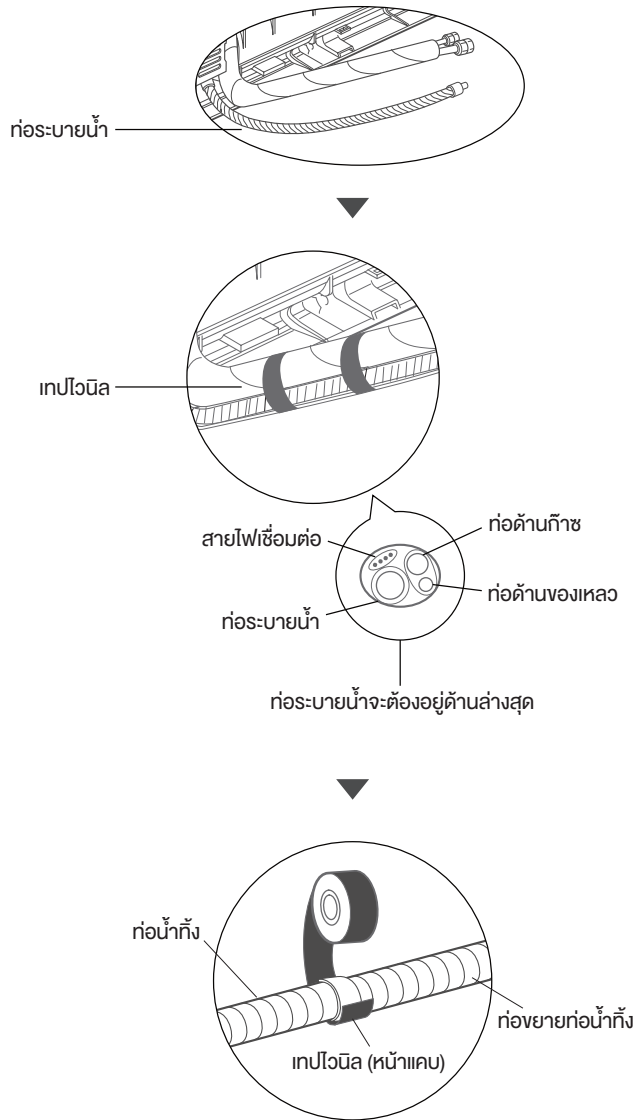 ท่อระบายน้ำ
เทปไวนิล
สายไฟเชื่อมต่อ
ท่อด้านก๊าซ
ท่อด้านของเหลว
ท่อระบายน้ำ
ท่อระบายน้ำจะต้องอยู่ด้านล่างสุด
ท่อน้ำทิ้ง
ท่อขยายท่อน้ำทิ้ง
เทปไวนิล (หน้าแคบ)